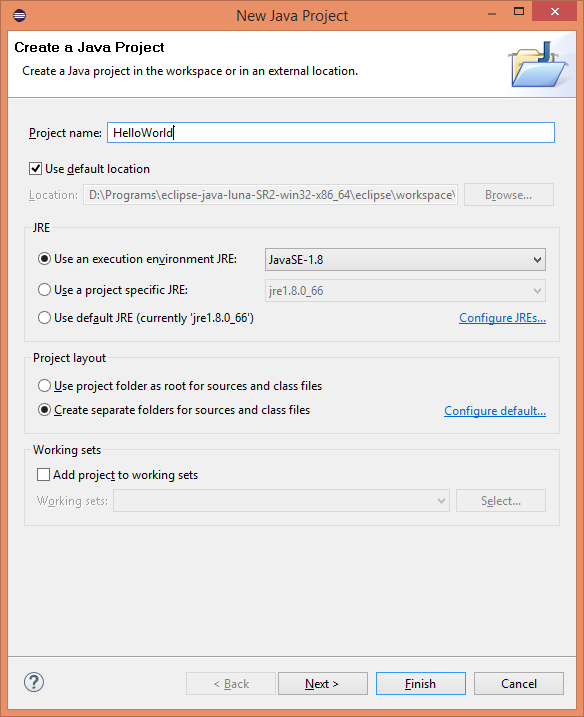 New Java Project
Create a Java Project
Create a Java project in the workspace or in an external location.
Project name: HelloWorld
Use default location
Location: D:\Programs\eclipse-java-luna-SR2-win32-x86_64\eclipse\workspace\ Browse...
JRE
Use an execution environment JRE: JavaSE-1.8
Use a project specific JRE: jre1.8.0_66
Use default JRE (currently 'jre1.8.0_66') Configure JREs...
Project layout
Use project folder as root for sources and class files
Create separate folders for sources and class files Configure default...
Working sets
Add project to working sets
Working sets: Select...
? < Back Next > Finish Cancel